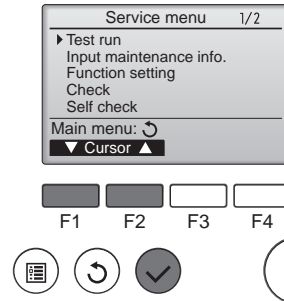 Service menu 1/2
Test run
Input maintenance info.
Function setting
Check
Self check
Main menu:
▼ Cursor ▲
F1 F2 F3 F4